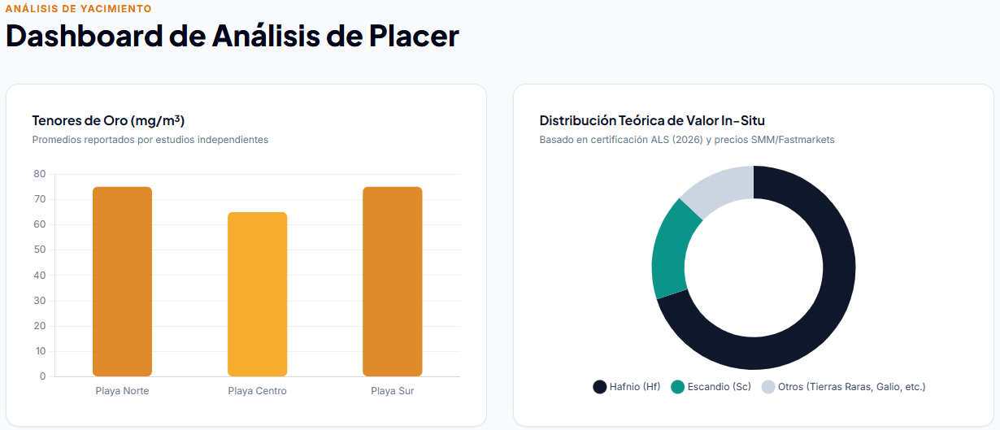 ANÁLISIS DE YACIMIENTO
Dashboard de Análisis de Placer
Tenores de Oro (mg/m³)
Promedios reportados por estudios independientes
80
70
60
50
40
30
20
10
0
Playa Norte
Playa Centro
Playa Sur
Distribución Teórica de Valor In-Situ
Basado en certificación ALS (2026) y precios SMM/Fastmarkets
Hafnio (Hf)
Escandio (Sc)
Otros (Tierras Raras, Galio, etc.)